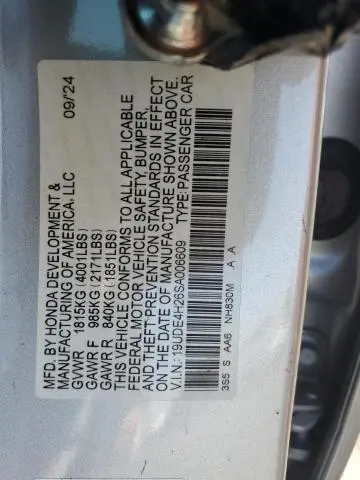 MFD. BY HONDA DEVELOPMENT &
MANUFACTURING OF AMERICA, LLC 09/24
GVWR 1815KG(4001LBS)
GAWR F 985KG(2171LBS)
GAWR R 840KG(1851LBS)
THIS VEHICLE CONFORMS TO ALL APPLICABLE
FEDERAL MOTOR VEHICLE SAFETY, BUMPER,
AND THEFT PREVENTION STANDARDS IN EFFECT
ON THE DATE OF MANUFACTURE SHOWN ABOVE.
V.I.N.:19UDE4H26SA006609 TYPE:PASSENGER CAR
3S5 S AA6 NH830M A A